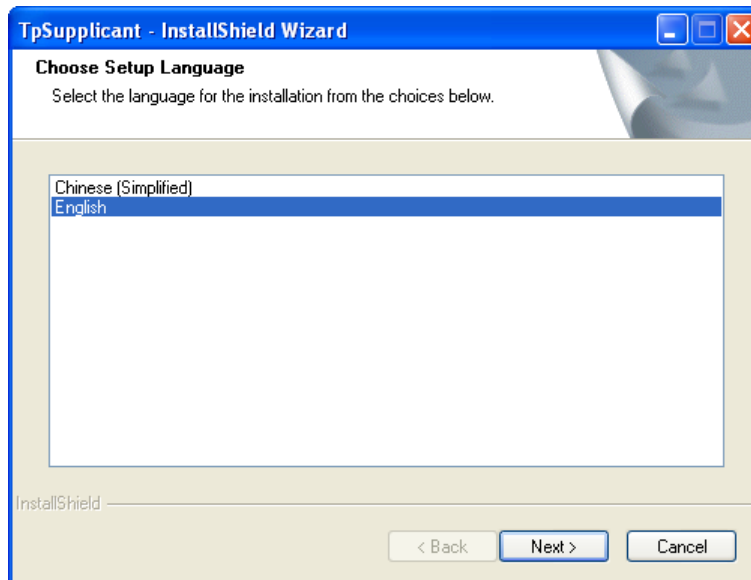 TpSupplicant - InstallShield Wizard
Choose Setup Language
Select the language for the installation from the choices below.
Chinese (Simplified)
English
InstallShield
< Back
Next >
Cancel